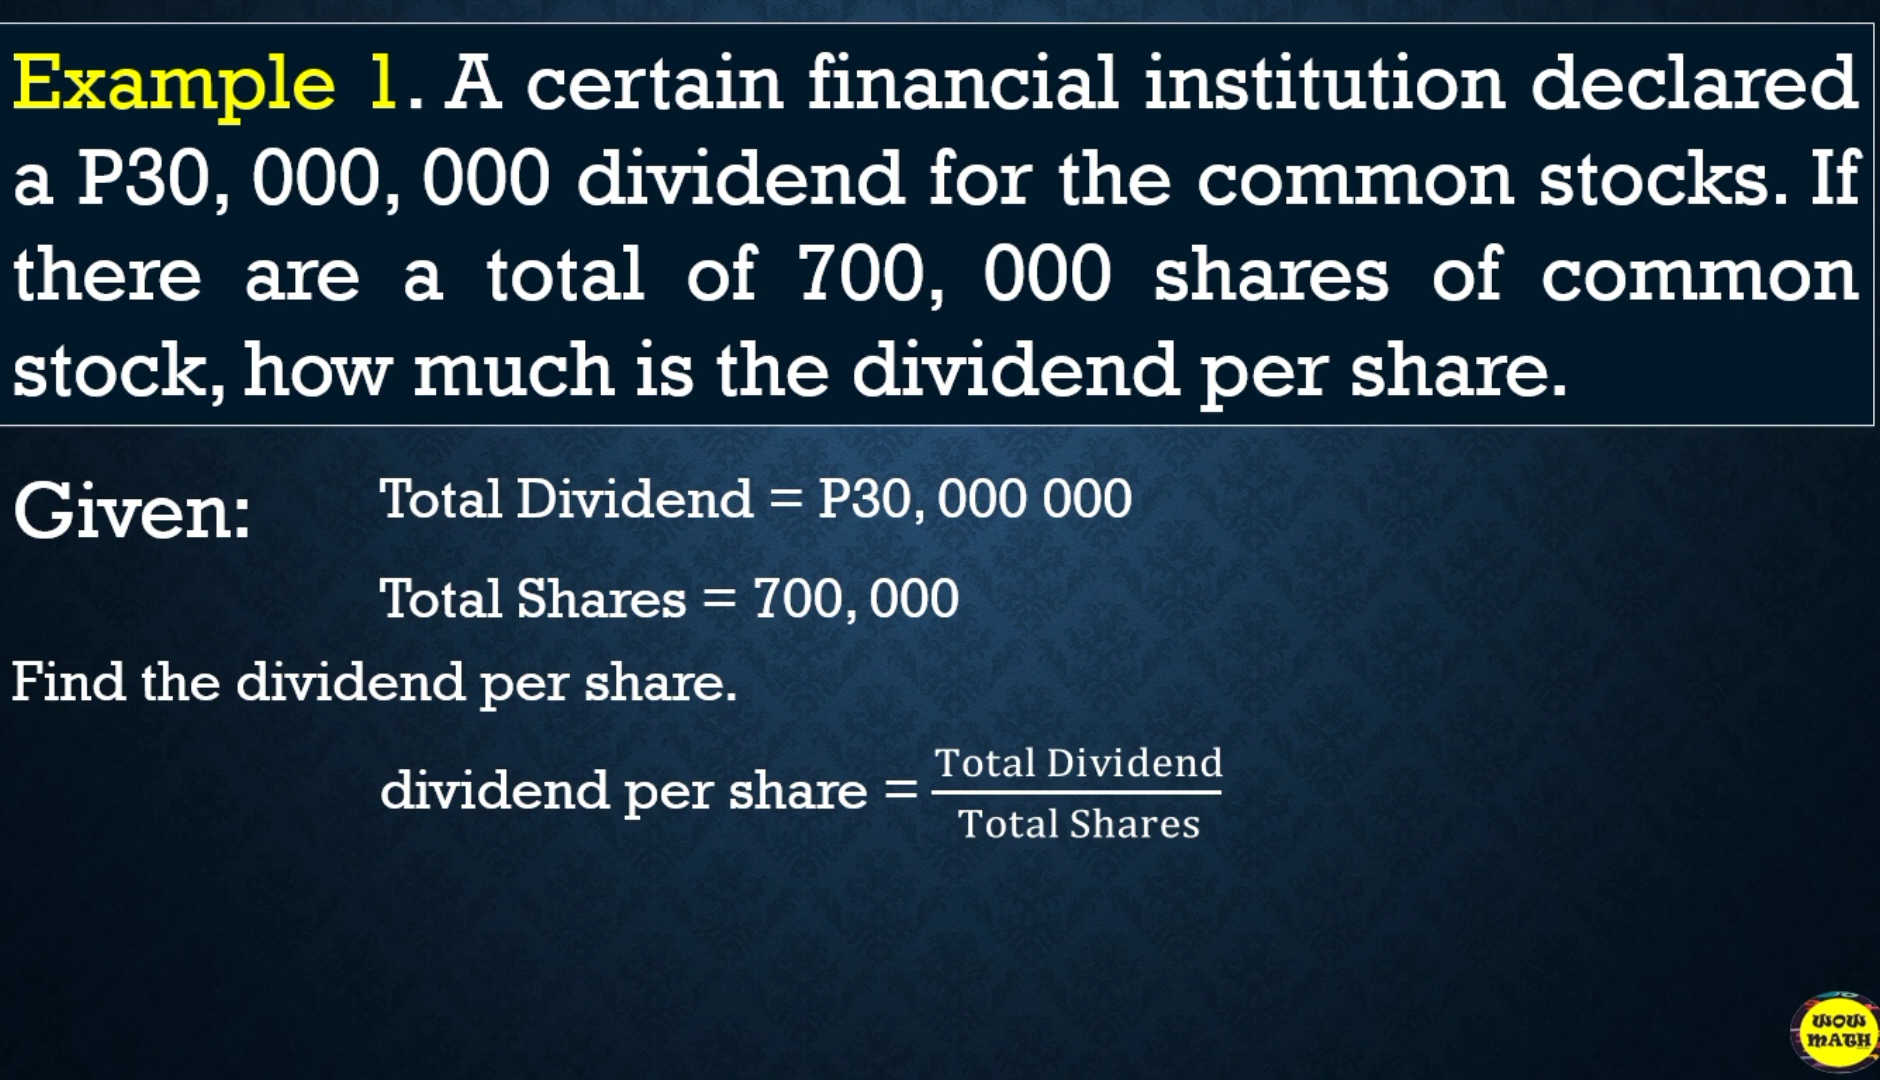 Example 1. A certain financial institution declared
a P30, 000, 000 dividend for the common stocks. If
there are a total of 700, 000 shares of common
stock, how much is the dividend per share.
Given:
Total Dividend = P30, 000 000
Total Shares = 700, 000
Find the dividend per share.
dividend per share = Total Dividend
Total Shares
WOW
MATH